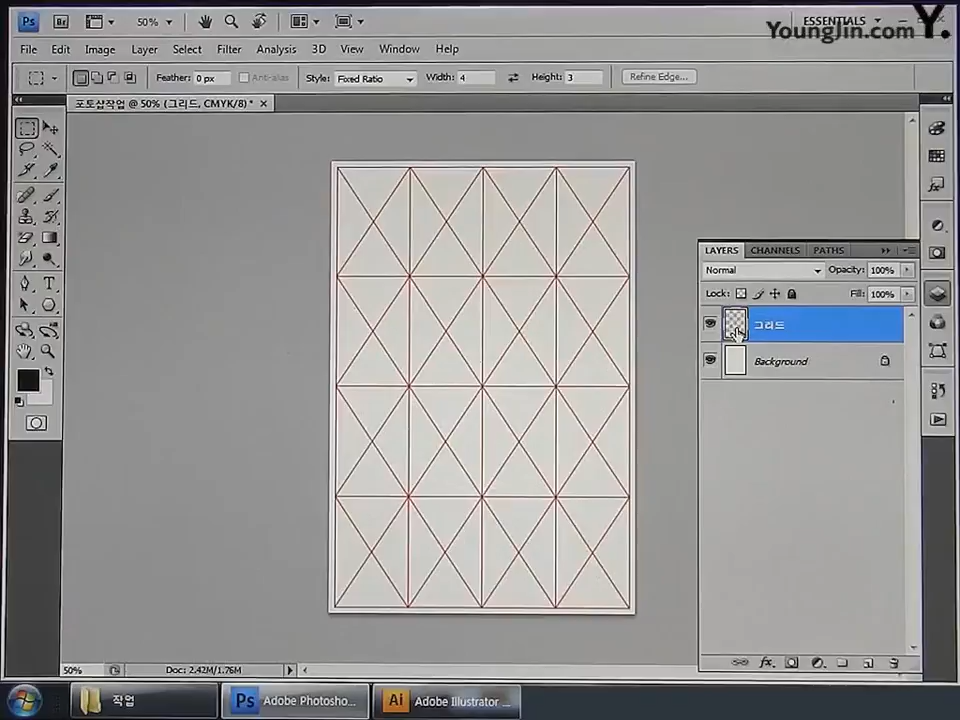 Ps Br 50% ESSENTIALS
YoungJin.com Y.
File Edit Image Layer Select Filter Analysis 3D View Window Help
Feather: 0 px Anti-alias Style: Fixed Ratio Width: 4 Height: 3 Refine Edge...
포토샵작업 @ 50% (그리드, CMYK/8) *
LAYERS CHANNELS PATHS
Normal Opacity: 100%
Lock: Fill: 100%
그리드
Background
50% Doc: 2.42M/1.76M
작업 Ps Adobe Photosho... Ai Adobe Illustrator ...